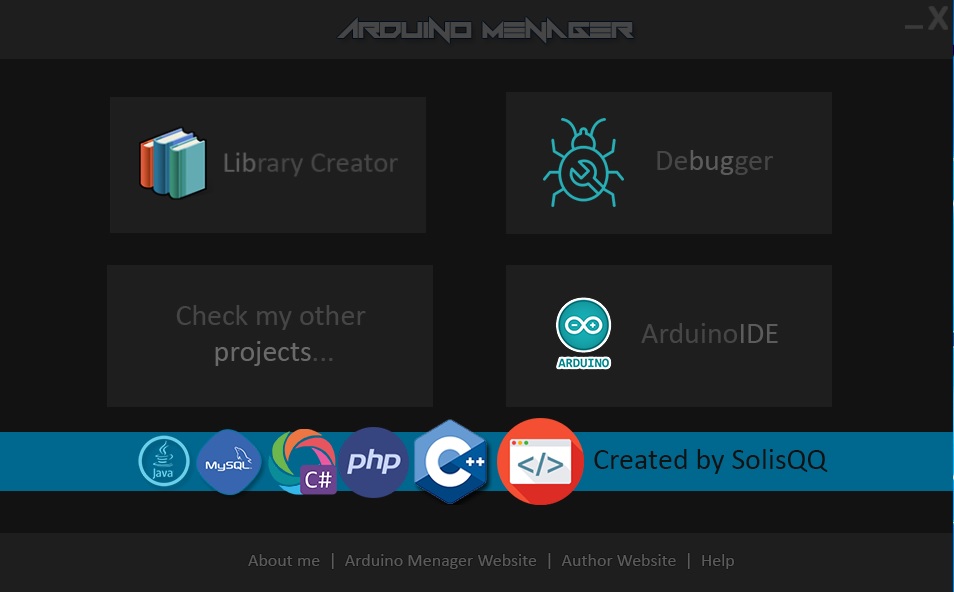 ARDUINO MENAGER
X
Library Creator
Debugger
Check my other
projects...
ARDUINO
ArduinoIDE
Java
MySQL
C#
php
C++
</>
Created by SolisQQ
About me | Arduino Menager Website | Author Website | Help